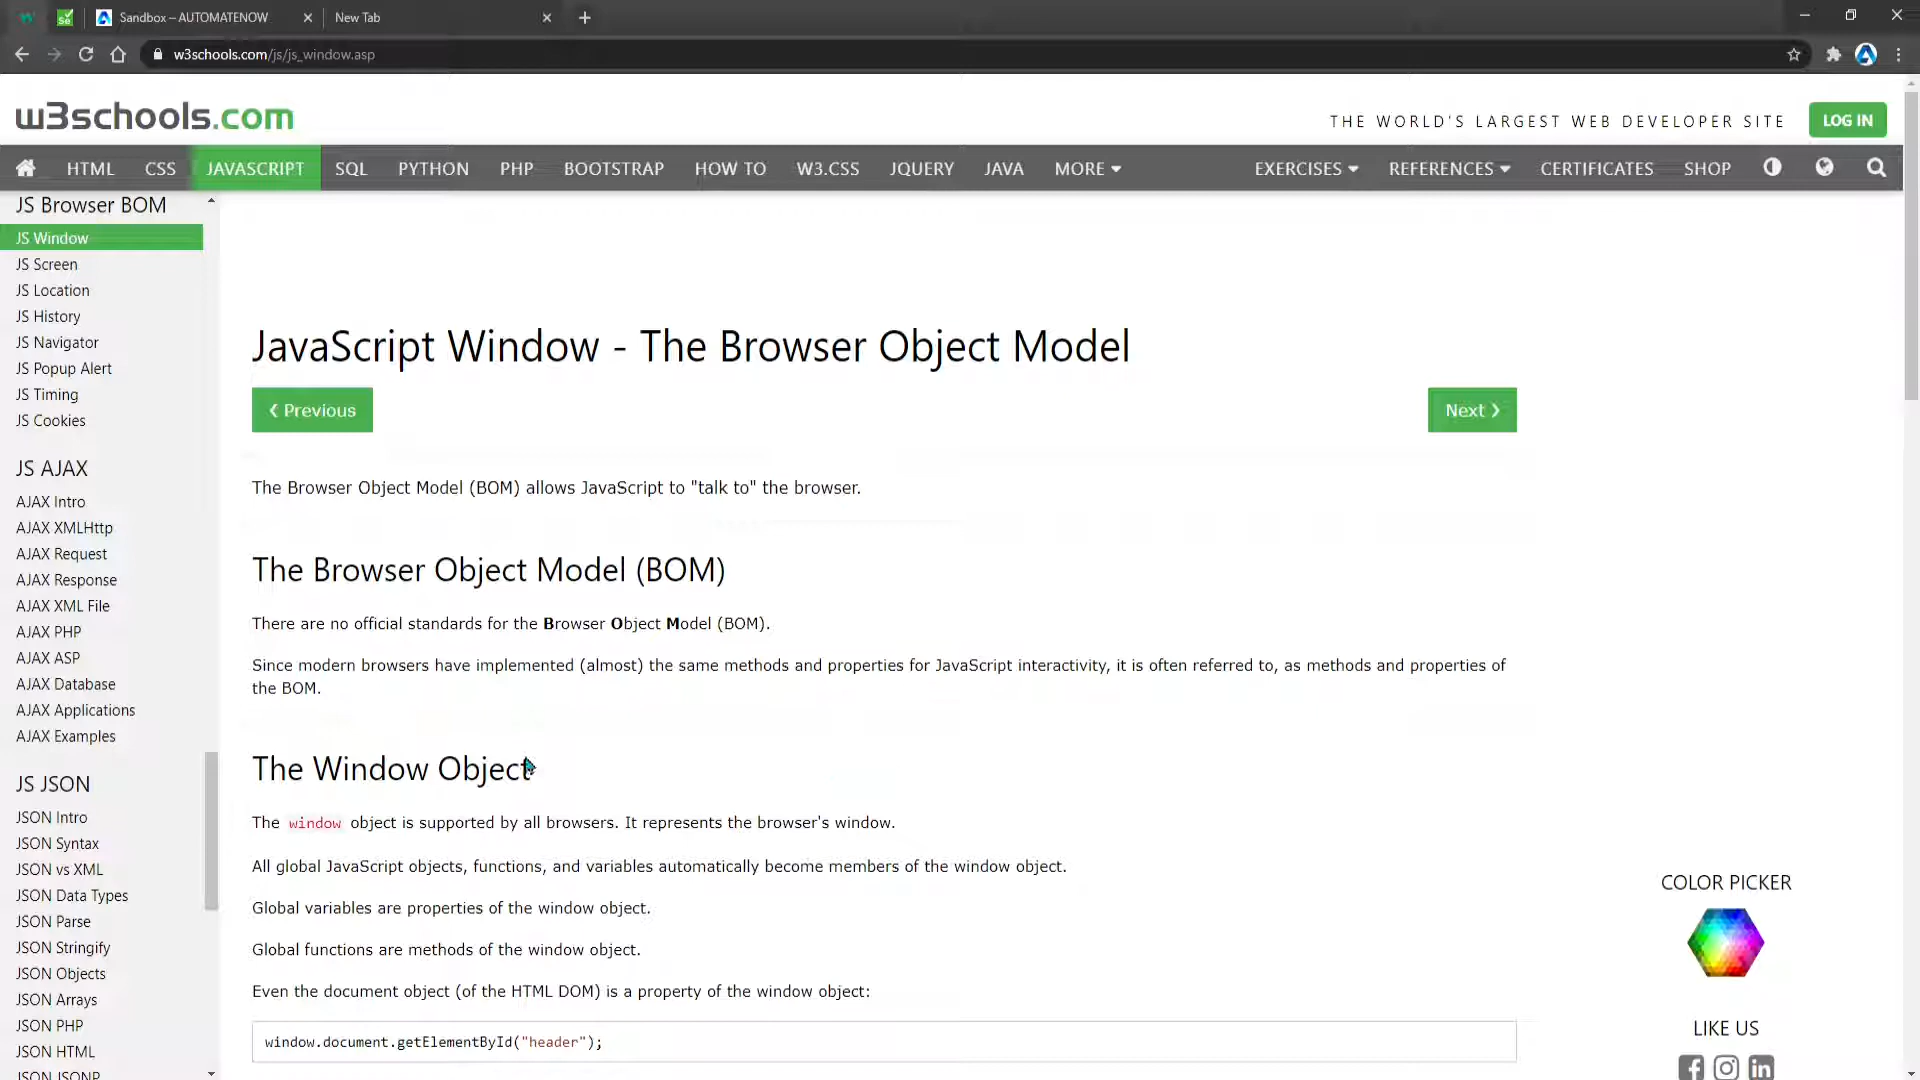 Sandbox – AUTOMATENOW
New Tab
w3schools.com/js/js_window.asp
w3schools.com
THE WORLD'S LARGEST WEB DEVELOPER SITE
LOG IN
HTML CSS JAVASCRIPT SQL PYTHON PHP BOOTSTRAP HOW TO W3.CSS JQUERY JAVA MORE EXERCISES REFERENCES CERTIFICATES SHOP
JS Browser BOM
JS Window
JS Screen
JS Location
JS History
JS Navigator
JS Popup Alert
JS Timing
JS Cookies
JS AJAX
AJAX Intro
AJAX XMLHttp
AJAX Request
AJAX Response
AJAX XML File
AJAX PHP
AJAX ASP
AJAX Database
AJAX Applications
AJAX Examples
JS JSON
JSON Intro
JSON Syntax
JSON vs XML
JSON Data Types
JSON Parse
JSON Stringify
JSON Objects
JSON Arrays
JSON PHP
JSON HTML
JSON JSONP
JavaScript Window - The Browser Object Model
❮ Previous
Next ❯
The Browser Object Model (BOM) allows JavaScript to "talk to" the browser.
The Browser Object Model (BOM)
There are no official standards for the Browser Object Model (BOM).
Since modern browsers have implemented (almost) the same methods and properties for JavaScript interactivity, it is often referred to, as methods and properties of
the BOM.
The Window Object
The window object is supported by all browsers. It represents the browser's window.
All global JavaScript objects, functions, and variables automatically become members of the window object.
Global variables are properties of the window object.
Global functions are methods of the window object.
Even the document object (of the HTML DOM) is a property of the window object:
window.document.getElementById("header");
COLOR PICKER
LIKE US